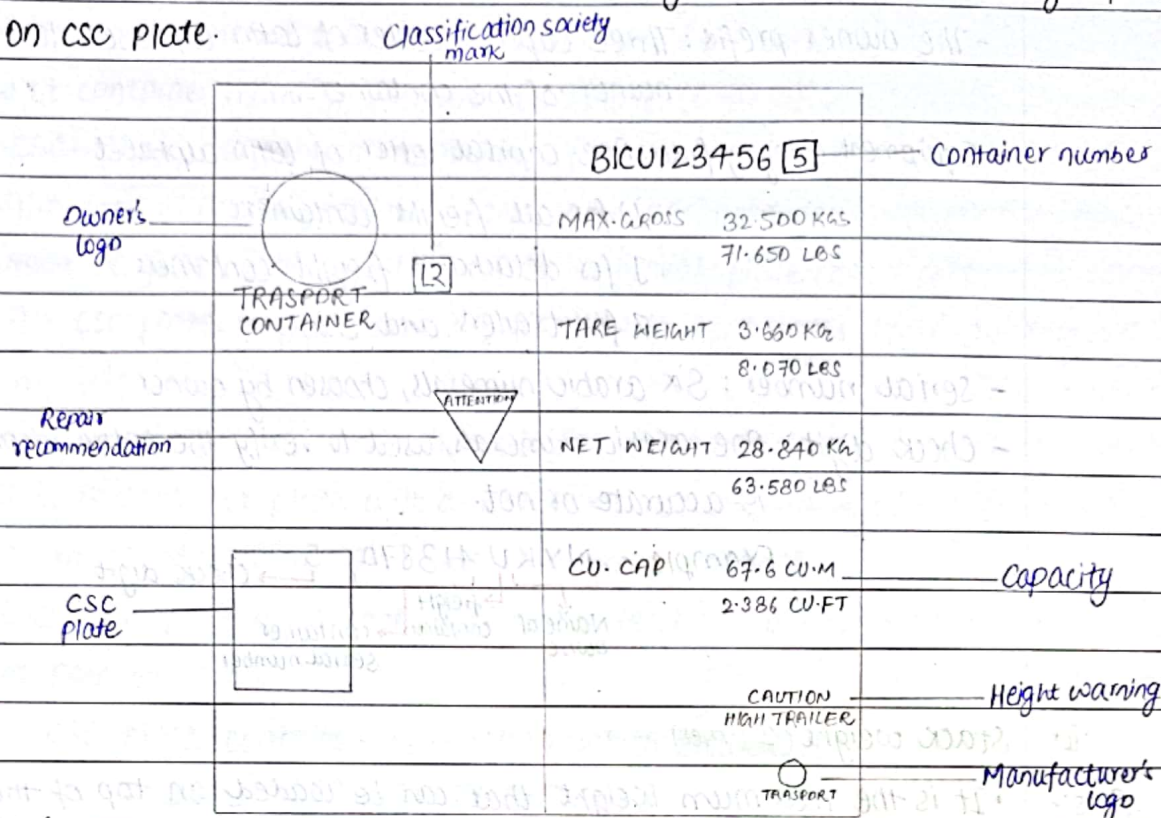 On CSC Plate.
Classification society
mark
BICU123456 5
Container number
Owner's
logo
MAX. GROSS 32.500 KGS
71.650 LBS
TRASPORT
CONTAINER
TARE HEIGHT 3.660 KG
8.070 LBS
ATTENTION
Repair
recommendation
NET WEIGHT 28.840 KG
63.580 LBS
CU. CAP 67.6 CU.M
2.386 CU.FT
Capacity
CSC
Plate
CAUTION
HIGH TRAILER
Height warning
TRASPORT
Manufacturer's
logo